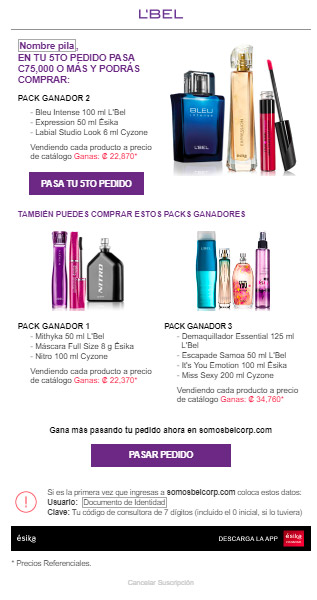 L'BEL
Nombre pila,
EN TU 5TO PEDIDO PASA
₡75,000 O MÁS Y PODRÁS
COMPRAR:
PACK GANADOR 2
- Bleu Intense 100 ml L'Bel
- Expression 50 ml Ésika
- Labial Studio Look 6 ml Cyzone
Vendiendo cada producto a precio
de catálogo Ganas: ₡ 22,870*
PASA TU 5TO PEDIDO
BLEU
INTENSE
L'BEL
EXPRESSION
TAMBIÉN PUEDES COMPRAR ESTOS PACKS GANADORES
NITRO
PACK GANADOR 1
- Mithyka 50 ml L'Bel
- Máscara Full Size 8 g Ésika
- Nitro 100 ml Cyzone
Vendiendo cada producto a precio
de catálogo Ganas: ₡ 22,370*
PACK GANADOR 3
- Demaquillador Essential 125 ml
L'Bel
- Escapade Samoa 50 ml L'Bel
- It's You Emotion 100 ml Ésika
- Miss Sexy 200 ml Cyzone
Vendiendo cada producto a precio
de catálogo Ganas: ₡ 34,760*
Gana más pasando tu pedido ahora en somosbelcorp.com
PASAR PEDIDO
Si es la primera vez que ingresas a somosbelcorp.com coloca estos datos:
Usuario: Documento de Identidad
Clave: Tu código de consultora de 7 dígitos (incluido el 0 inicial, si lo tuviera)
ésika
DESCARGA LA APP
ésika
* Precios Referenciales.
Cancelar Suscripción